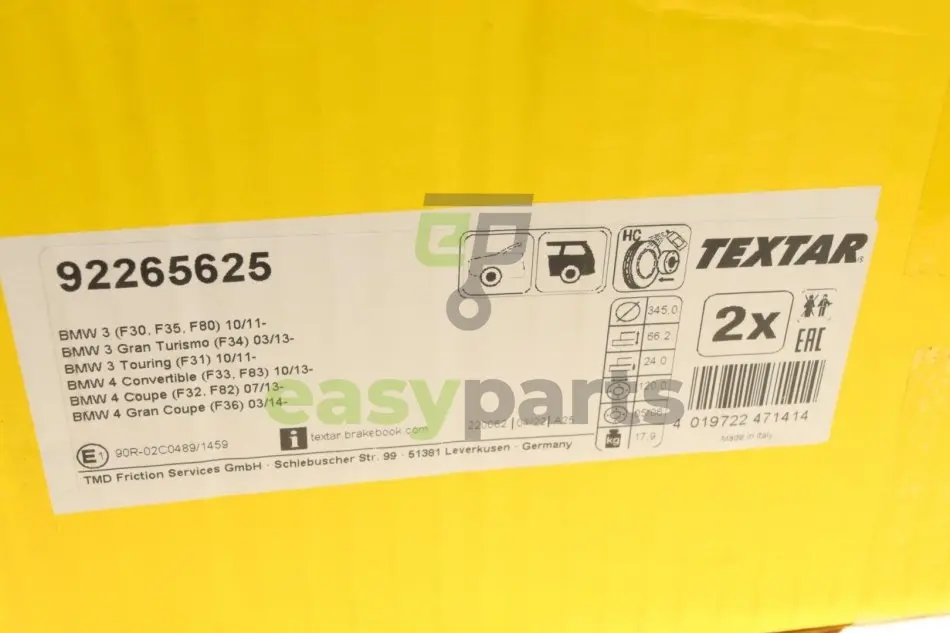 92265625
BMW 3 (F30, F35, F80) 10/11-
BMW 3 Gran Turismo (F34) 03/13-
BMW 3 Touring (F31) 10/11-
BMW 4 Convertible (F33, F83) 10/13-
BMW 4 Coupe (F32, F82) 07/13-
BMW 4 Gran Coupe (F36) 03/14-
E1 90R-02C0489/1459
i textar.brakebook.com
TMD Friction Services GmbH · Schlebuscher Str. 99 · 51381 Leverkusen · Germany
HC
345,0
66,2
24,0
120,0
kg 17,9
TEXTAR
2x
EAC
4 019722 471414
Made in Italy
easyparts